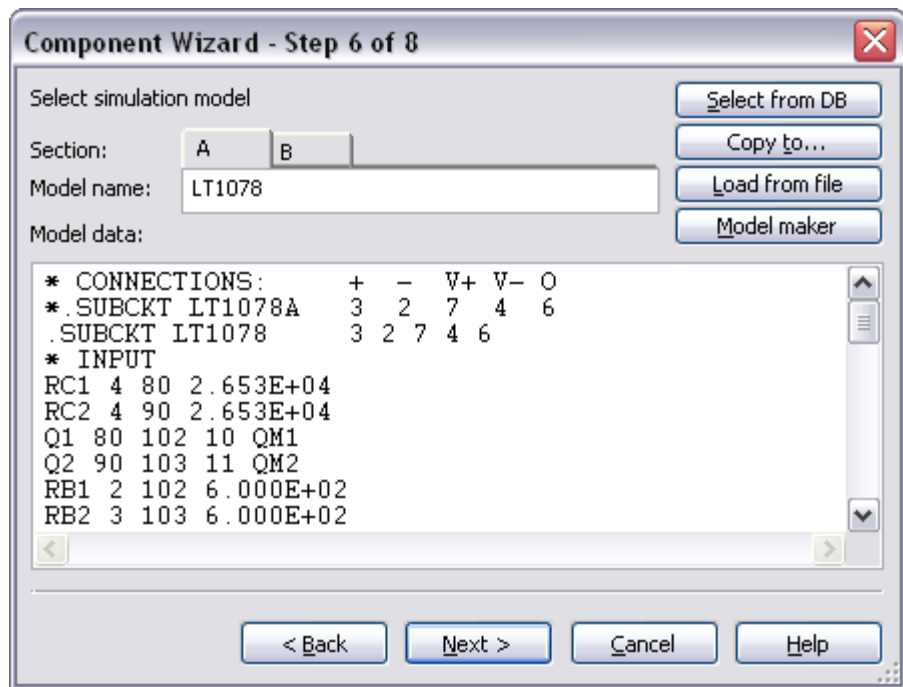 Component Wizard - Step 6 of 8
Select simulation model
Select from DB
Section: A B
Copy to...
Model name: LT1078
Load from file
Model data:
Model maker
* CONNECTIONS: + - V+ V- O
*.SUBCKT LT1078A 3 2 7 4 6
.SUBCKT LT1078 3 2 7 4 6
* INPUT
RC1 4 80 2.653E+04
RC2 4 90 2.653E+04
Q1 80 102 10 QM1
Q2 90 103 11 QM2
RB1 2 102 6.000E+02
RB2 3 103 6.000E+02
< Back Next > Cancel Help